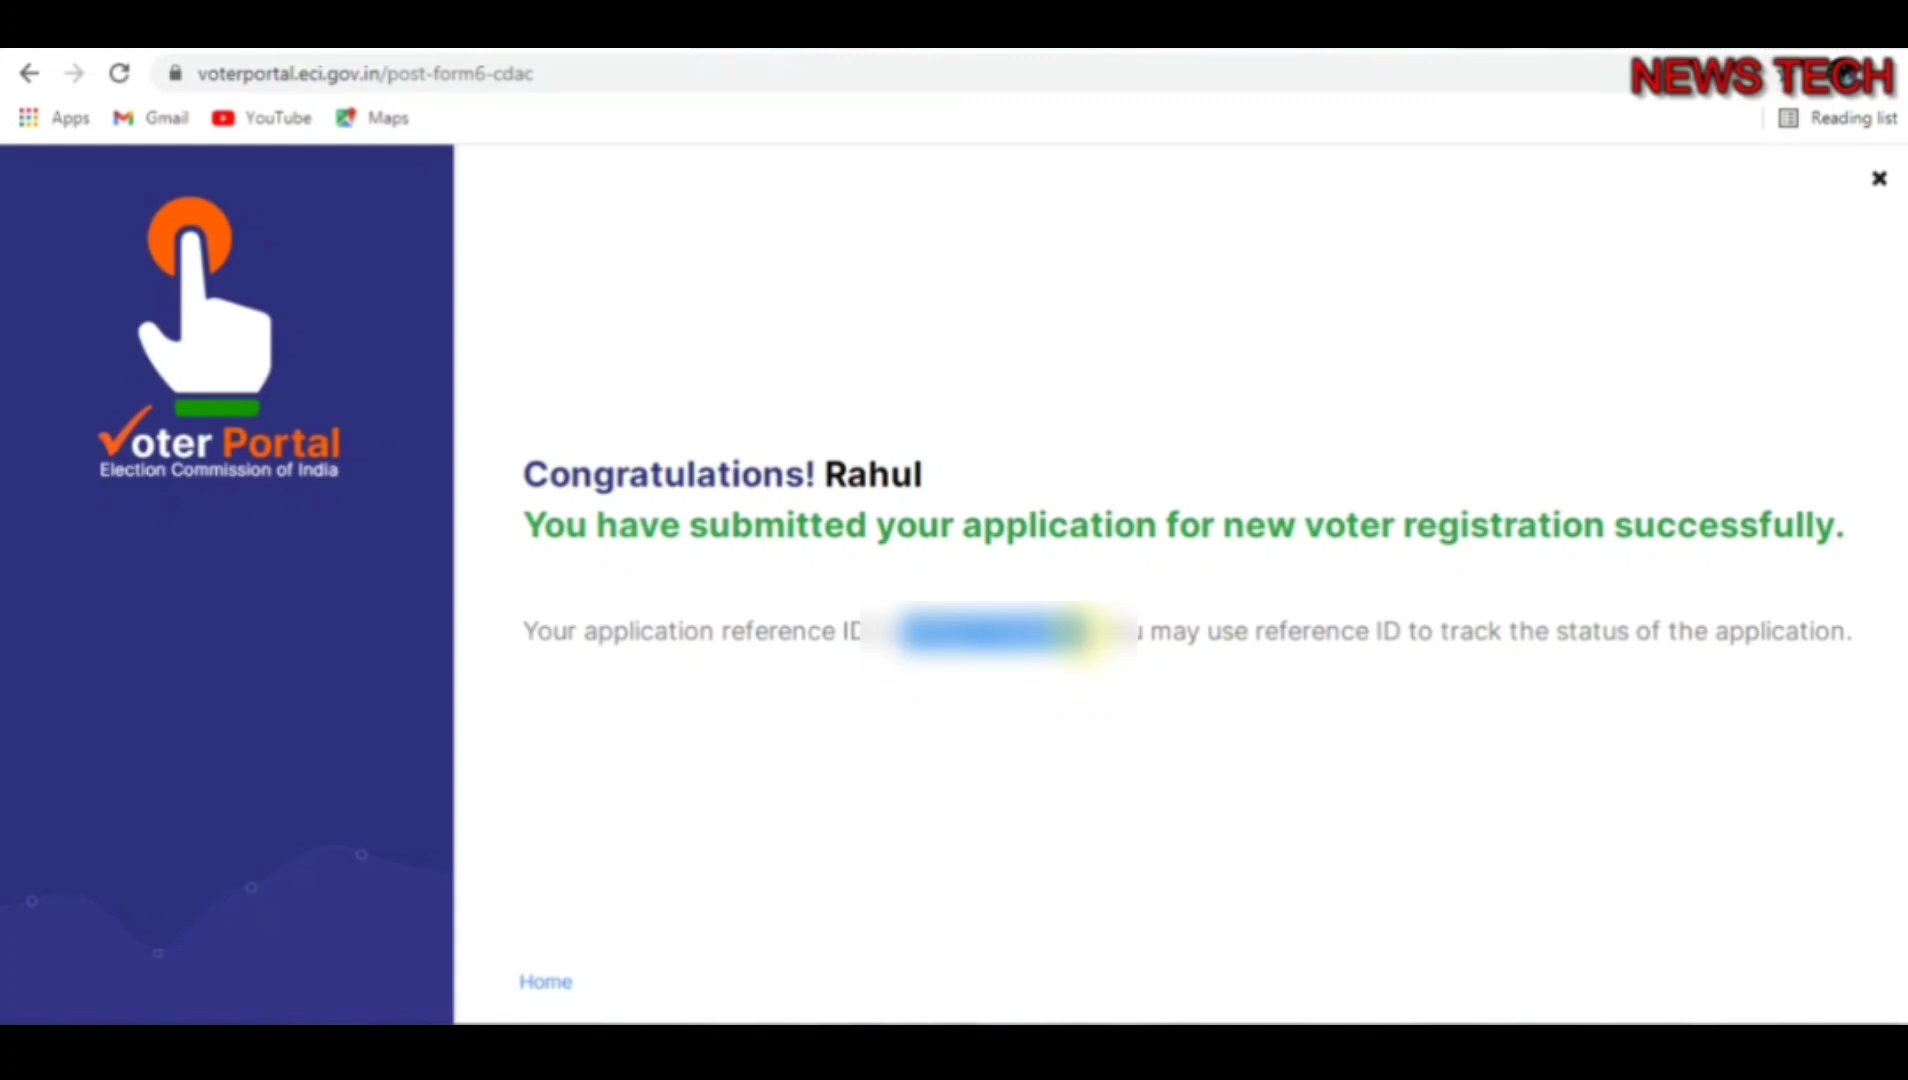 voterportal.eci.gov.in/post-form6-cdac
NEWS TECH
Apps Gmail YouTube Maps
Reading list
Voter Portal
Election Commission of India
Congratulations! Rahul
You have submitted your application for new voter registration successfully.
Your application reference ID may use reference ID to track the status of the application.
Home